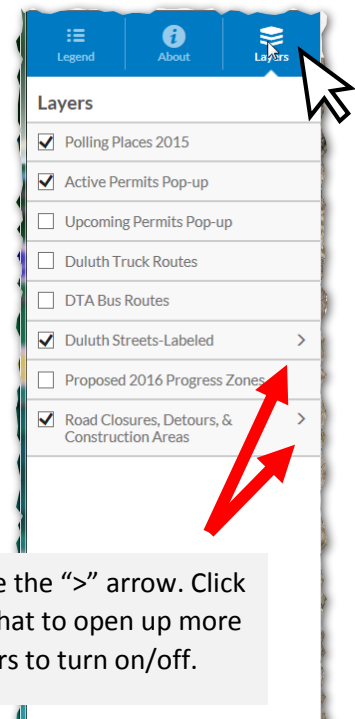 Legend About Layers
Layers
Polling Places 2015
Active Permits Pop-up
Upcoming Permits Pop-up
Duluth Truck Routes
DTA Bus Routes
Duluth Streets-Labeled >
Proposed 2016 Progress Zones
Road Closures, Detours, & >
Construction Areas
the “>” arrow. Click
to open up more
to turn on/off.